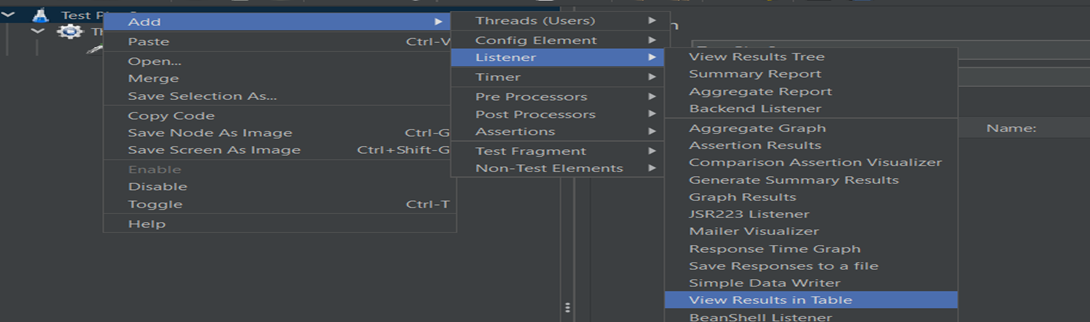 Test Pl
Th
Add
Paste Ctrl-V
Open...
Merge
Save Selection As...
Copy Code
Save Node As Image Ctrl-G
Save Screen As Image Ctrl+Shift-G
Enable
Disable
Toggle Ctrl-T
Help
Threads (Users)
Config Element
Listener
Timer
Pre Processors
Post Processors
Assertions
Test Fragment
Non-Test Elements
View Results Tree
Summary Report
Aggregate Report
Backend Listener
Aggregate Graph
Assertion Results
Comparison Assertion Visualizer
Generate Summary Results
Graph Results
JSR223 Listener
Mailer Visualizer
Response Time Graph
Save Responses to a file
Simple Data Writer
View Results in Table
BeanShell Listener
Name: